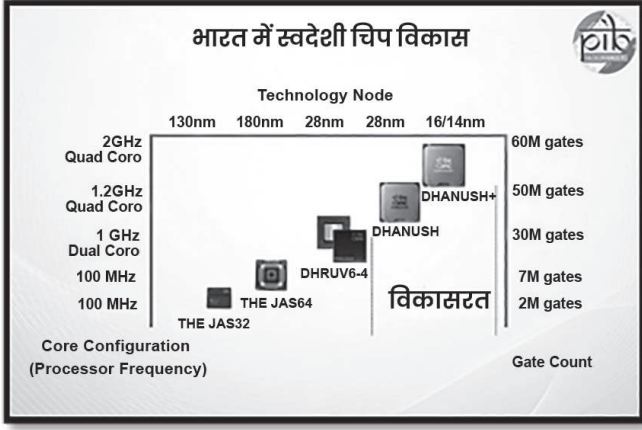 भारत में स्वदेशी चिप विकास
pib
Technology Node
130nm 180nm 28nm 28nm 16/14nm
2GHz
Quad Coro
60M gates
1.2GHz
Quad Coro
50M gates
DHANUSH+
1 GHz
Dual Coro
30M gates
DHANUSH
100 MHz
7M gates
DHRUV6-4
विकासरत
100 MHz
2M gates
THE JAS64
THE JAS32
Core Configuration
(Processor Frequency)
Gate Count